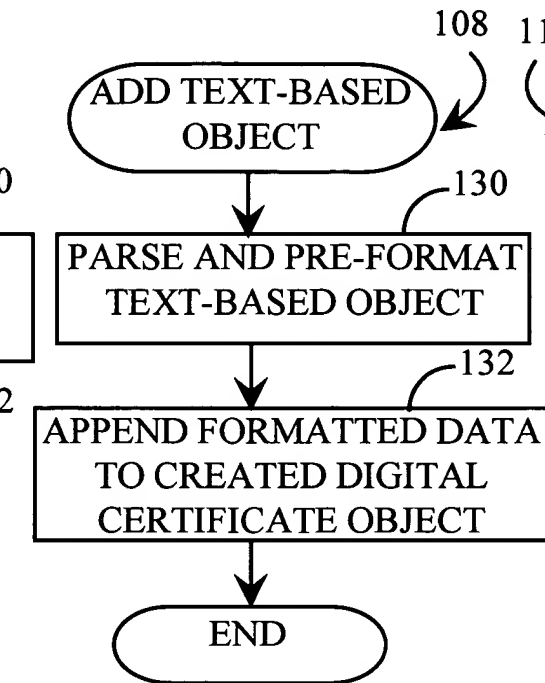 108
ADD TEXT-BASED
OBJECT
130
PARSE AND PRE-FORMAT
TEXT-BASED OBJECT
132
APPEND FORMATTED DATA
TO CREATED DIGITAL
CERTIFICATE OBJECT
END